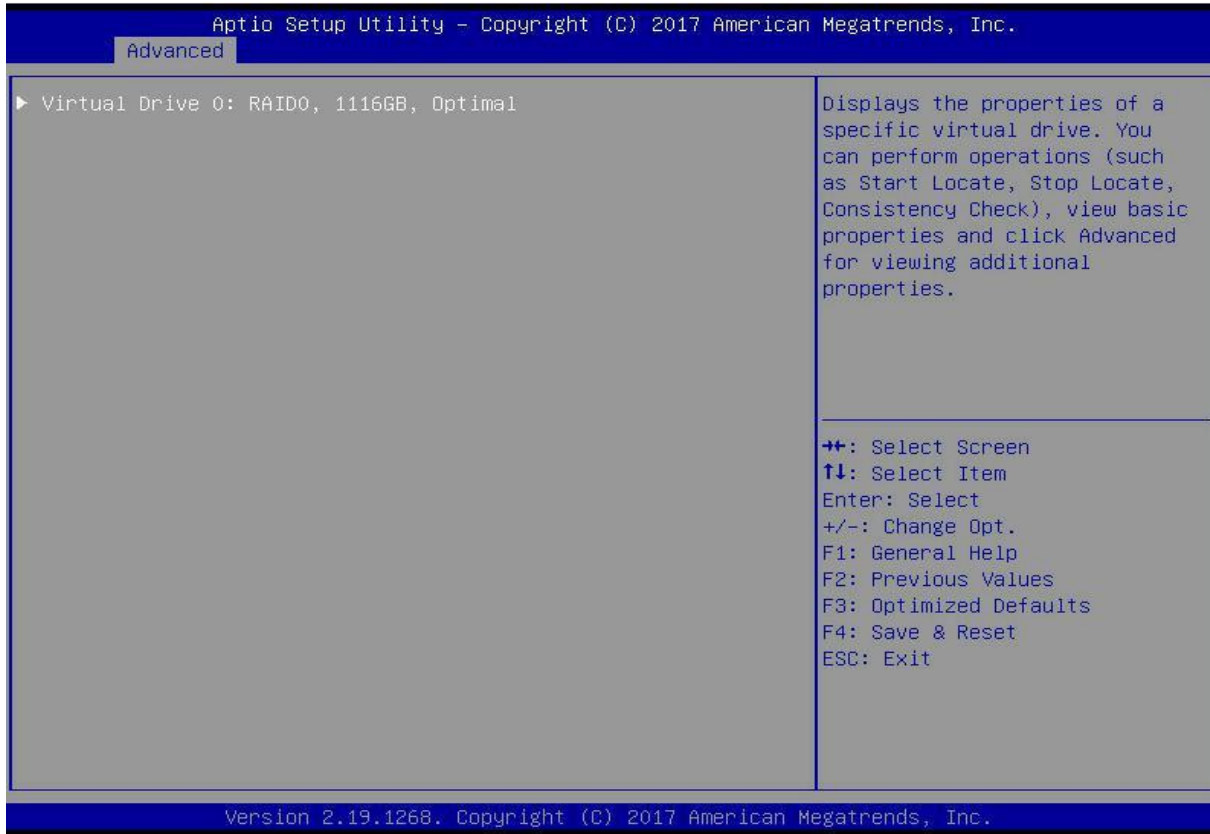 Aptio Setup Utility – Copyright (C) 2017 American Megatrends, Inc.
Advanced
▶ Virtual Drive 0: RAID0, 1116GB, Optimal
Displays the properties of a
specific virtual drive. You
can perform operations (such
as Start Locate, Stop Locate,
Consistency Check), view basic
properties and click Advanced
for viewing additional
properties.
→←: Select Screen
↑↓: Select Item
Enter: Select
+/-: Change Opt.
F1: General Help
F2: Previous Values
F3: Optimized Defaults
F4: Save & Reset
ESC: Exit
Version 2.19.1268. Copyright (C) 2017 American Megatrends, Inc.